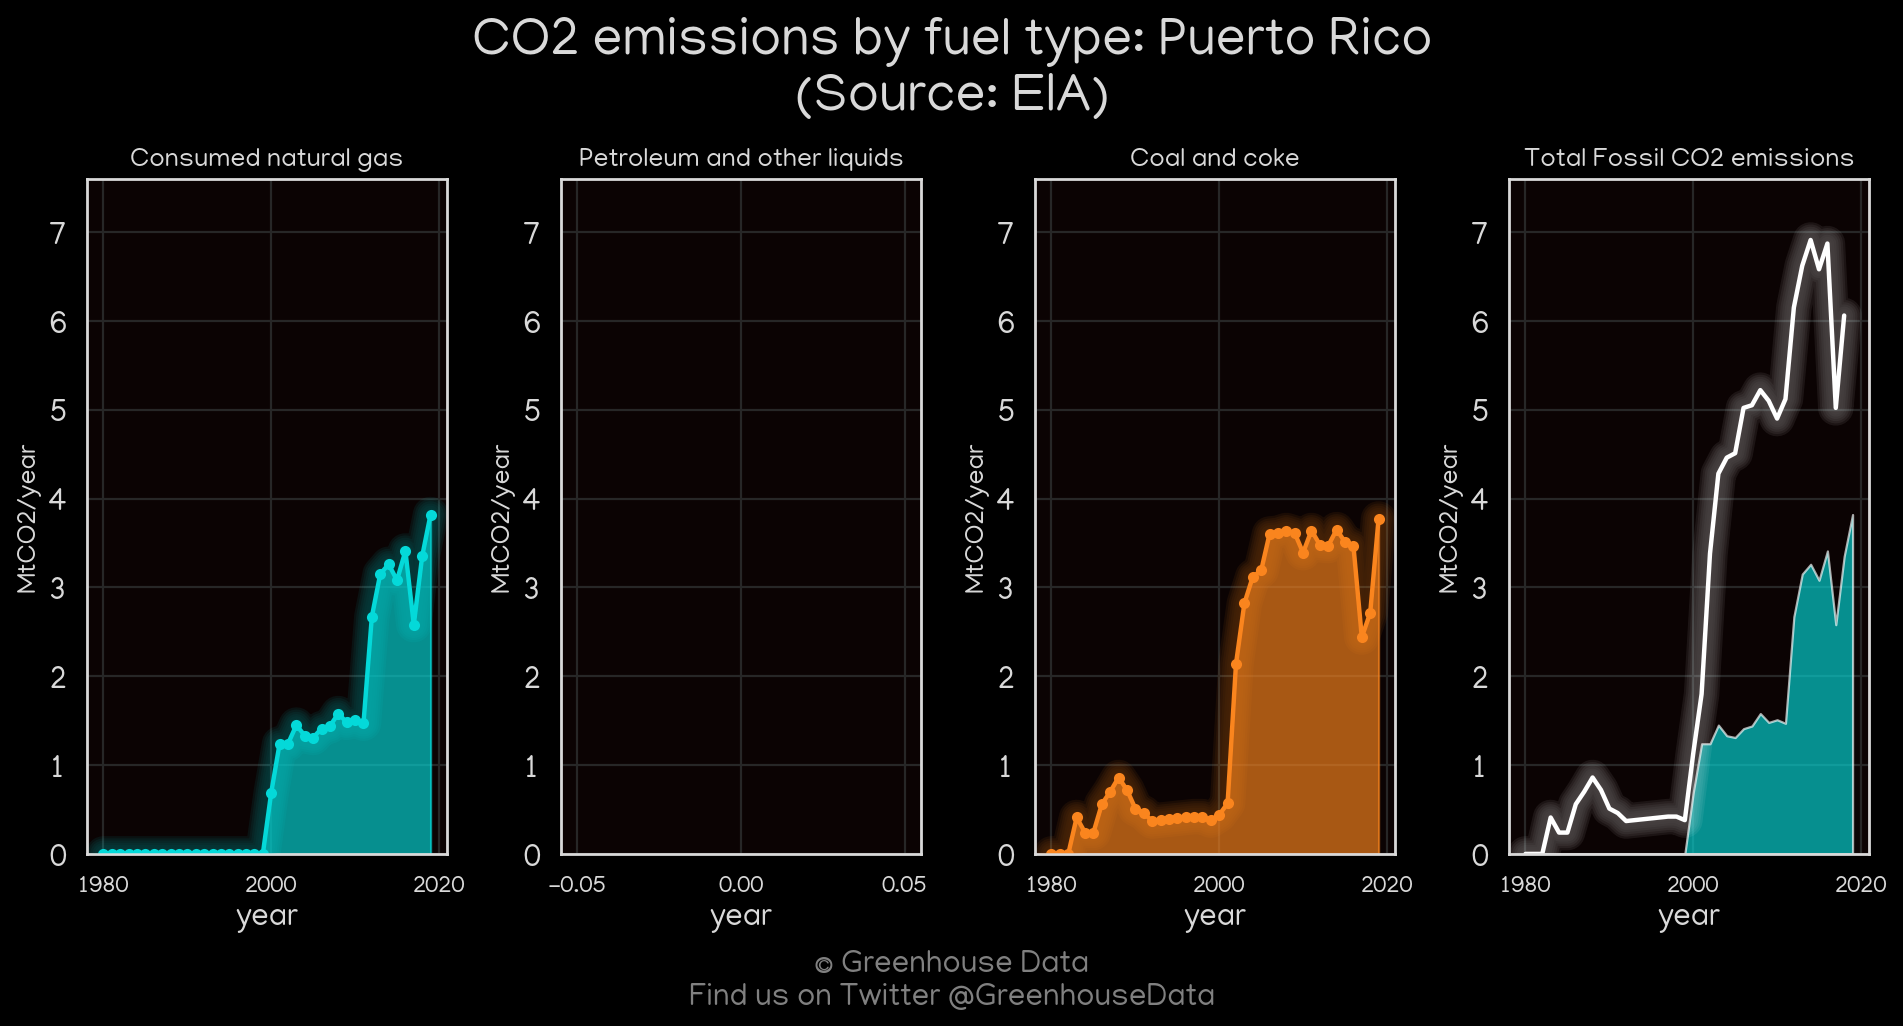 CO2 emissions by fuel type: Puerto Rico
(Source: EIA)
Consumed natural gas
MtCO2/year
7
6
5
4
3
2
1
0
1980 2000 2020
year
Petroleum and other liquids
MtCO2/year
7
6
5
4
3
2
1
0
−0.05 0.00 0.05
year
Coal and coke
MtCO2/year
7
6
5
4
3
2
1
0
1980 2000 2020
year
Total Fossil CO2 emissions
MtCO2/year
7
6
5
4
3
2
1
0
1980 2000 2020
year
© Greenhouse Data
Find us on Twitter @GreenhouseData